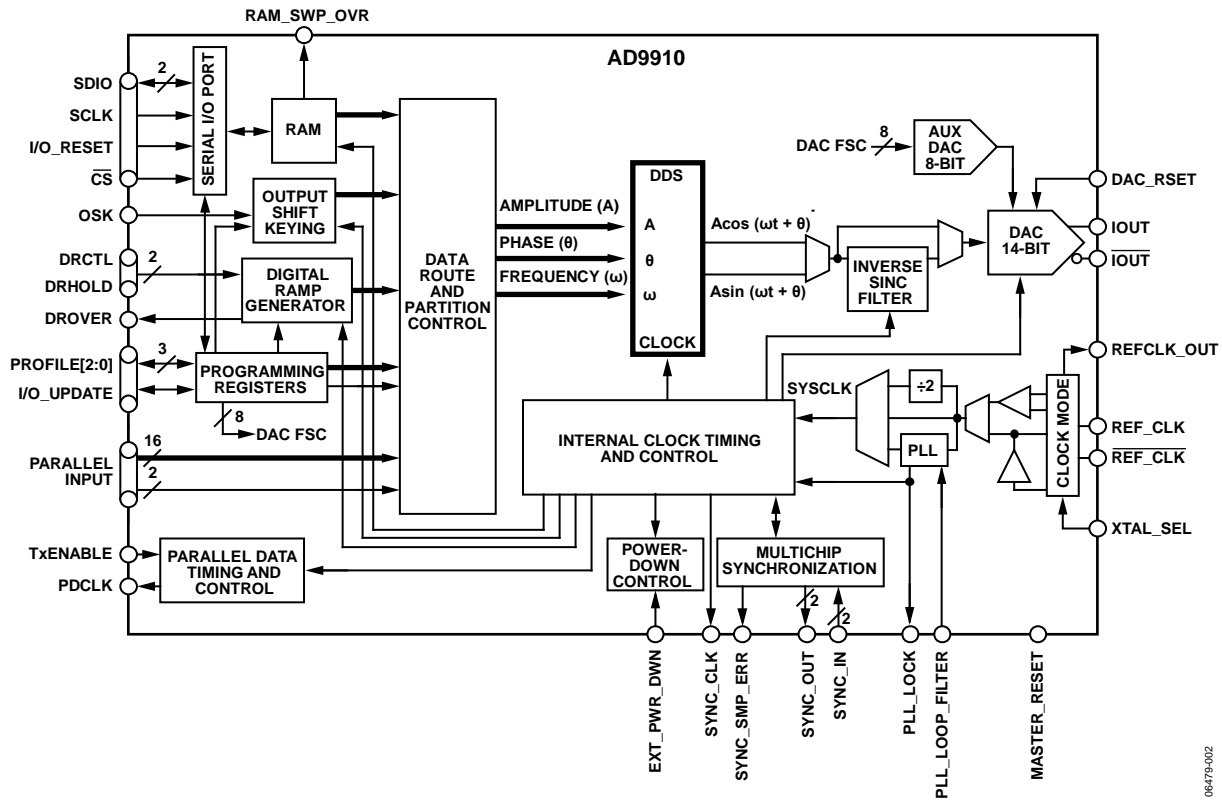 RAM_SWP_OVR
AD9910
SDIO
2
SCLK
I/O_RESET
CS
SERIAL I/O PORT
RAM
OSK
OUTPUT
SHIFT
KEYING
DRCTL
DRHOLD
2
DROVER
DIGITAL
RAMP
GENERATOR
PROFILE[2:0]
3
I/O_UPDATE
PROGRAMMING
REGISTERS
8
DAC FSC
PARALLEL
INPUT
16
2
TxENABLE
PDCLK
PARALLEL DATA
TIMING AND
CONTROL
DATA
ROUTE
AND
PARTITION
CONTROL
AMPLITUDE (A)
PHASE (θ)
FREQUENCY (ω)
DDS
A
θ
ω
CLOCK
Acos (ωt + θ)
Asin (ωt + θ)
INVERSE
SINC
FILTER
DAC FSC
8
AUX
DAC
8-BIT
DAC
14-BIT
DAC_RSET
IOUT
IOUT
REFCLK_OUT
REF_CLK
REF_CLK
XTAL_SEL
CLOCK MODE
SYSCLK
÷2
PLL
INTERNAL CLOCK TIMING
AND CONTROL
POWER-
DOWN
CONTROL
MULTICHIP
SYNCHRONIZATION
2
2
EXT_PWR_DWN
SYNC_CLK
SYNC_SMP_ERR
SYNC_OUT
SYNC_IN
PLL_LOCK
PLL_LOOP_FILTER
MASTER_RESET
06479-002